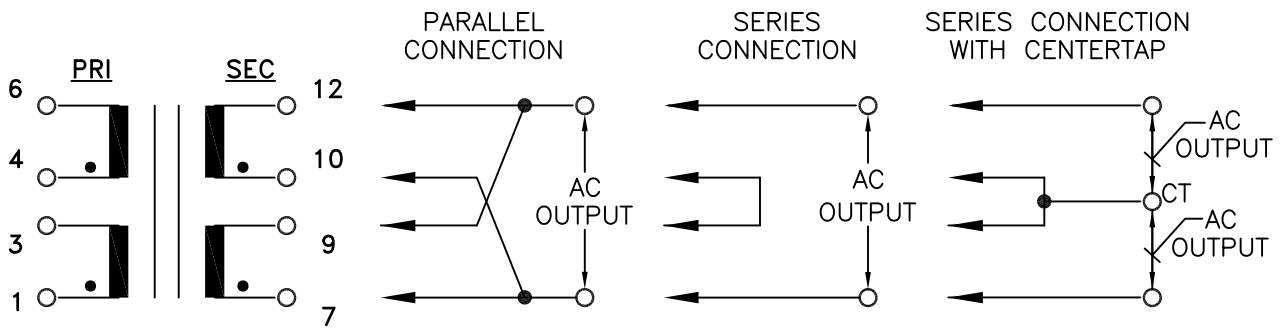 PARALLEL
CONNECTION
SERIES
CONNECTION
SERIES CONNECTION
WITH CENTERTAP
PRI
SEC
6
12
4
10
3
9
1
7
AC
OUTPUT
AC
OUTPUT
AC
OUTPUT
CT
AC
OUTPUT